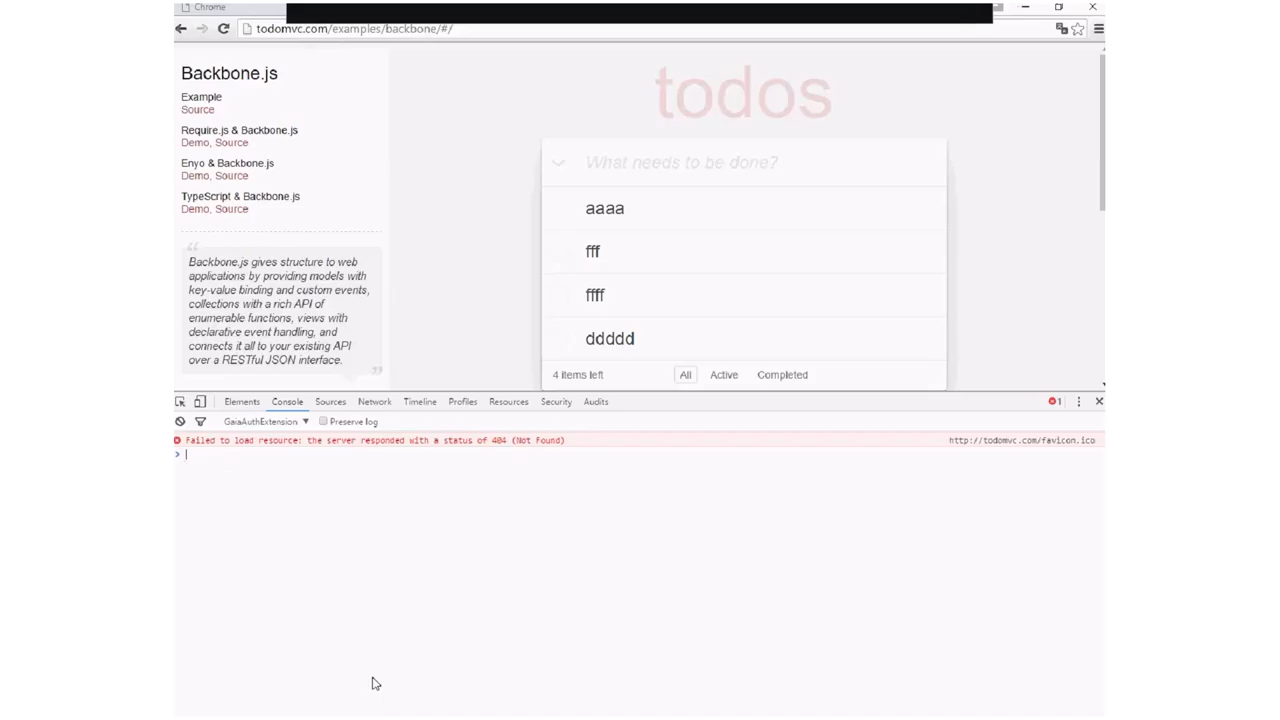 Chrome
todomvc.com/examples/backbone/#/
Backbone.js
Example
Source
Require.js & Backbone.js
Demo, Source
Enyo & Backbone.js
Demo, Source
TypeScript & Backbone.js
Demo, Source
“
Backbone.js gives structure to web
applications by providing models with
key-value binding and custom events,
collections with a rich API of
enumerable functions, views with
declarative event handling, and
connects it all to your existing API
over a RESTful JSON interface.
”
todos
What needs to be done?
aaaa
fff
ffff
ddddd
4 items left All Active Completed
Elements Console Sources Network Timeline Profiles Resources Security Audits 1
GaiaAuthExtension ▼ Preserve log
Failed to load resource: the server responded with a status of 404 (Not Found) http://todomvc.com/favicon.ico
>